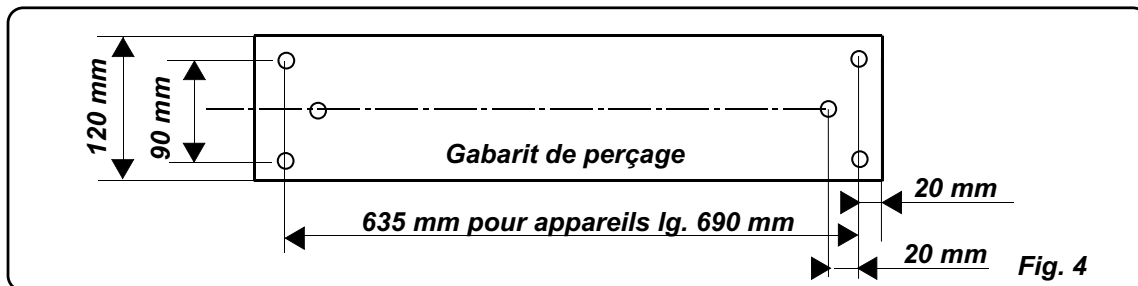 120 mm
90 mm
Gabarit de perçage
20 mm
635 mm pour appareils lg. 690 mm
20 mm
Fig. 4